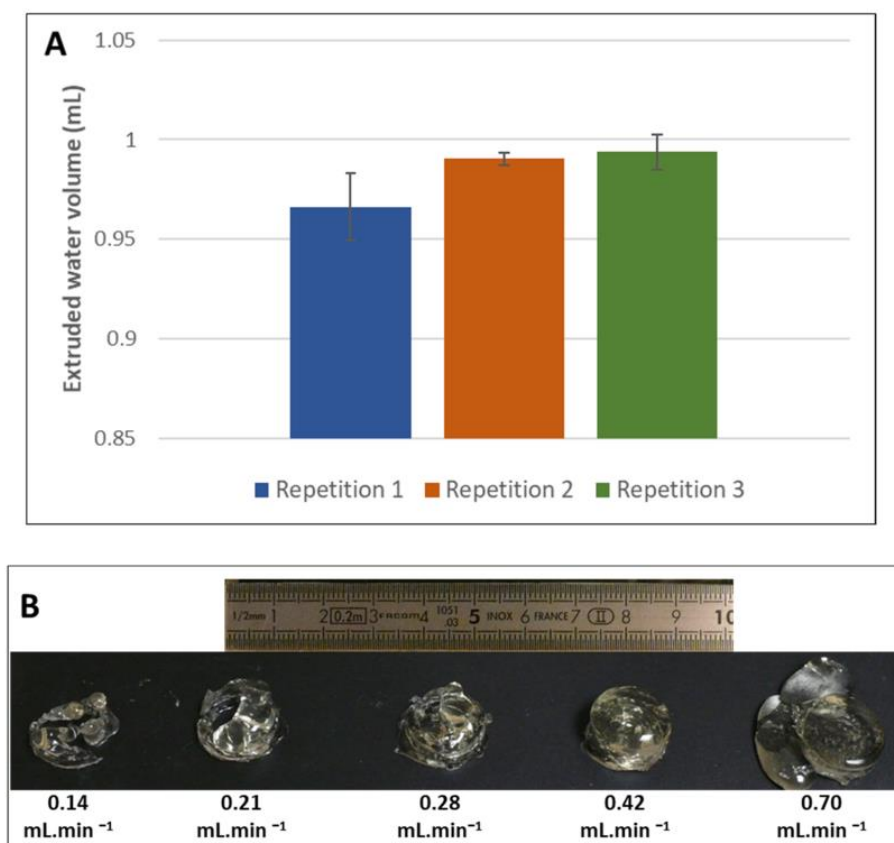 A
Extruded water volume (mL)
1.05
1
0.95
0.9
0.85
Repetition 1 Repetition 2 Repetition 3
B
1/2mm 1 2 0.2m 3 FACOM 4 1051 .03 5 INOX 6 FRANCE 7 II 8 9 10
0.14 0.21 0.28 0.42 0.70
mL.min ⁻¹ mL.min ⁻¹ mL.min ⁻¹ mL.min ⁻¹ mL.min ⁻¹